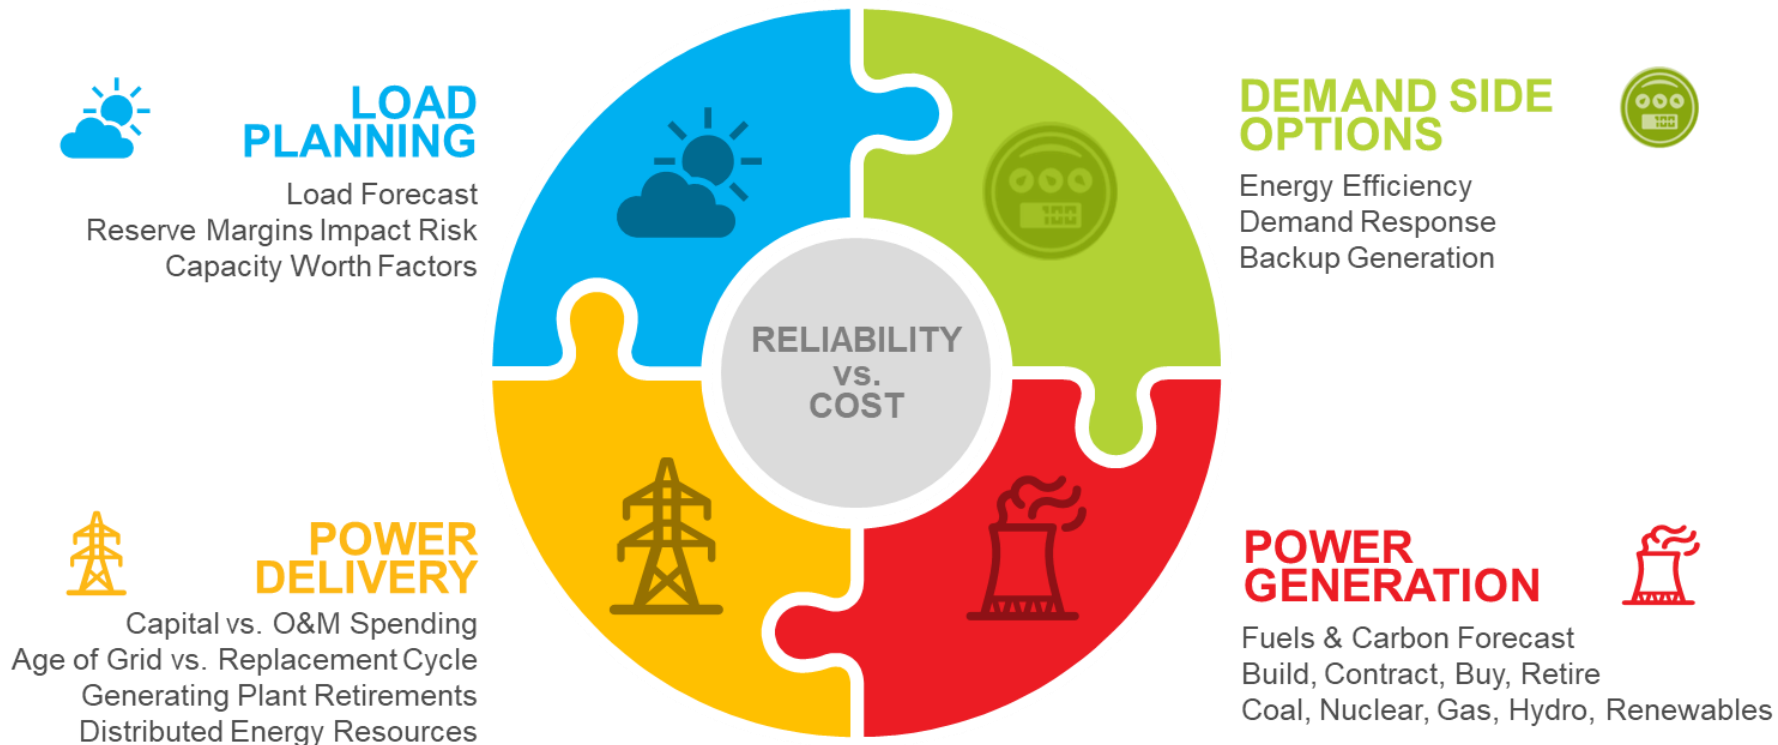 LOAD
PLANNING
Load Forecast
Reserve Margins Impact Risk
Capacity Worth Factors
DEMAND SIDE
OPTIONS
Energy Efficiency
Demand Response
Backup Generation
100
100
RELIABILITY
vs.
COST
POWER
DELIVERY
Capital vs. O&M Spending
Age of Grid vs. Replacement Cycle
Generating Plant Retirements
Distributed Energy Resources
POWER
GENERATION
Fuels & Carbon Forecast
Build, Contract, Buy, Retire
Coal, Nuclear, Gas, Hydro, Renewables